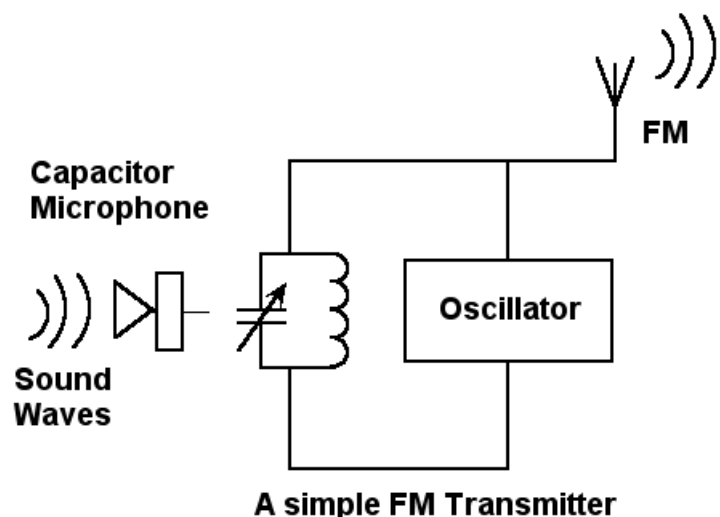 FM
Capacitor
Microphone
Oscillator
Sound
Waves
A simple FM Transmitter